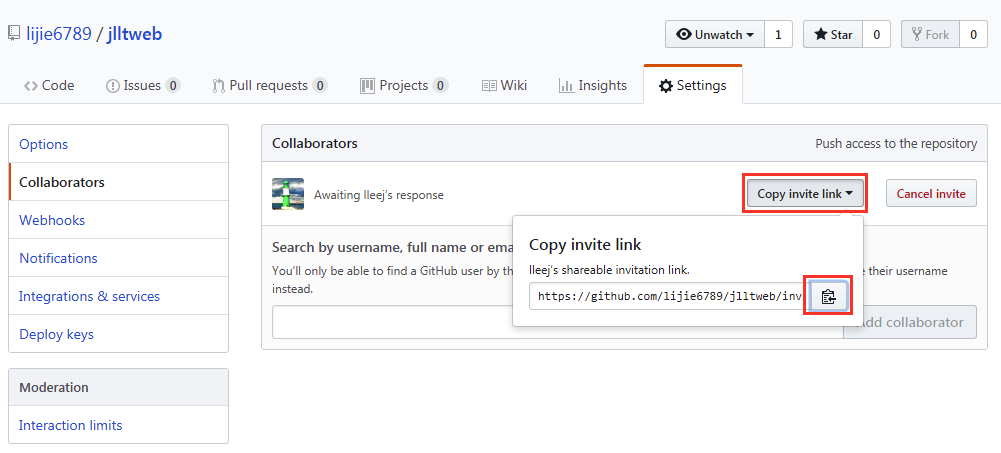 lijie6789 / jlltweb
Unwatch 1 Star 0 Fork 0
Code Issues 0 Pull requests 0 Projects 0 Wiki Insights Settings
Options
Collaborators
Webhooks
Notifications
Integrations & services
Deploy keys
Moderation
Interaction limits
Collaborators Push access to the repository
Awaiting lleej's response Copy invite link Cancel invite
Copy invite link
lleej's shareable invitation link.
https://github.com/lijie6789/jlltweb/inv
Search by username, full name or ema
You'll only be able to find a GitHub user by th
e their username
instead.
dd collaborator